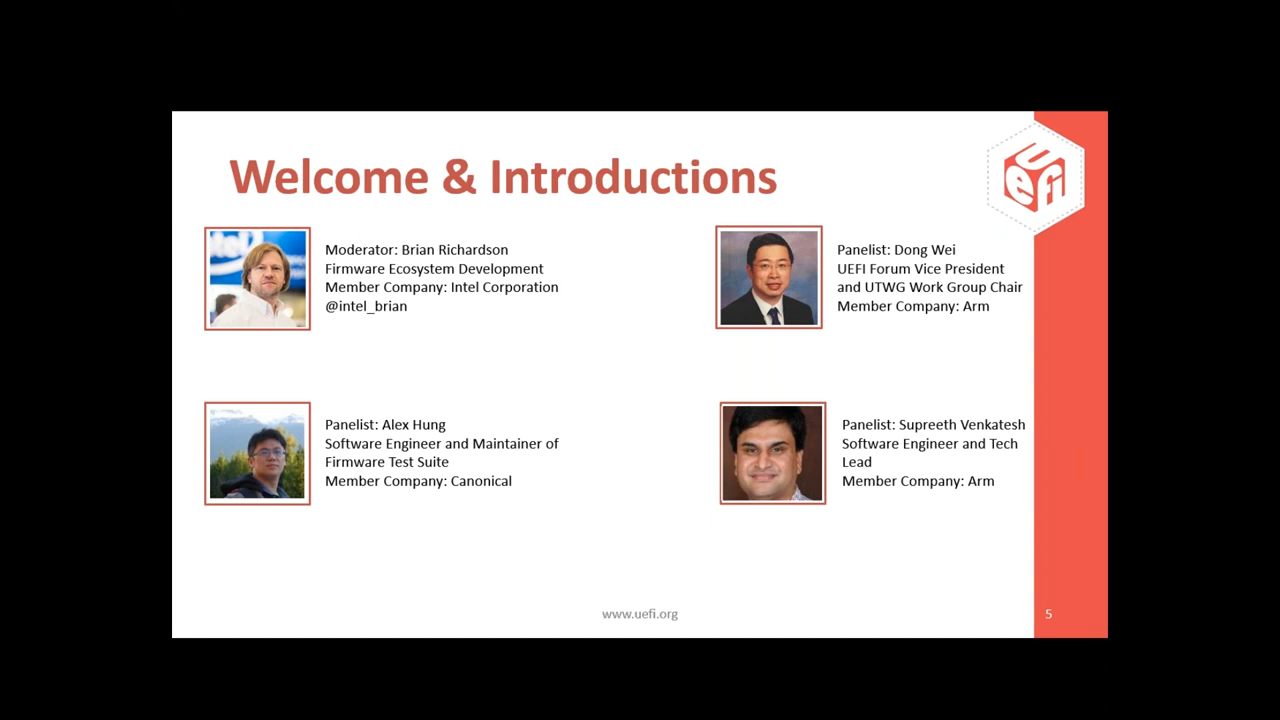 Welcome & Introductions
uefi
Moderator: Brian Richardson
Firmware Ecosystem Development
Member Company: Intel Corporation
@intel_brian
Panelist: Dong Wei
UEFI Forum Vice President
and UTWG Work Group Chair
Member Company: Arm
Panelist: Alex Hung
Software Engineer and Maintainer of
Firmware Test Suite
Member Company: Canonical
Panelist: Supreeth Venkatesh
Software Engineer and Tech
Lead
Member Company: Arm
www.uefi.org
5